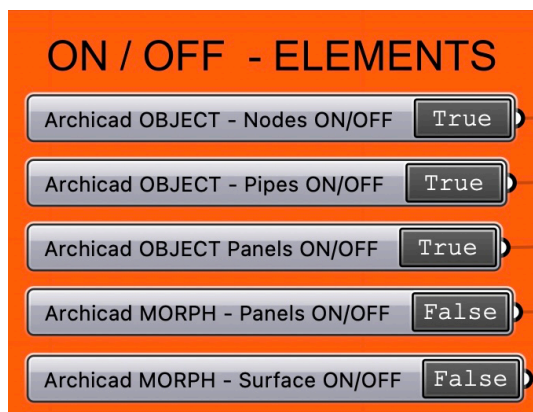 ON / OFF - ELEMENTS
Archicad OBJECT - Nodes ON/OFF True
Archicad OBJECT - Pipes ON/OFF True
Archicad OBJECT Panels ON/OFF True
Archicad MORPH - Panels ON/OFF False
Archicad MORPH - Surface ON/OFF False